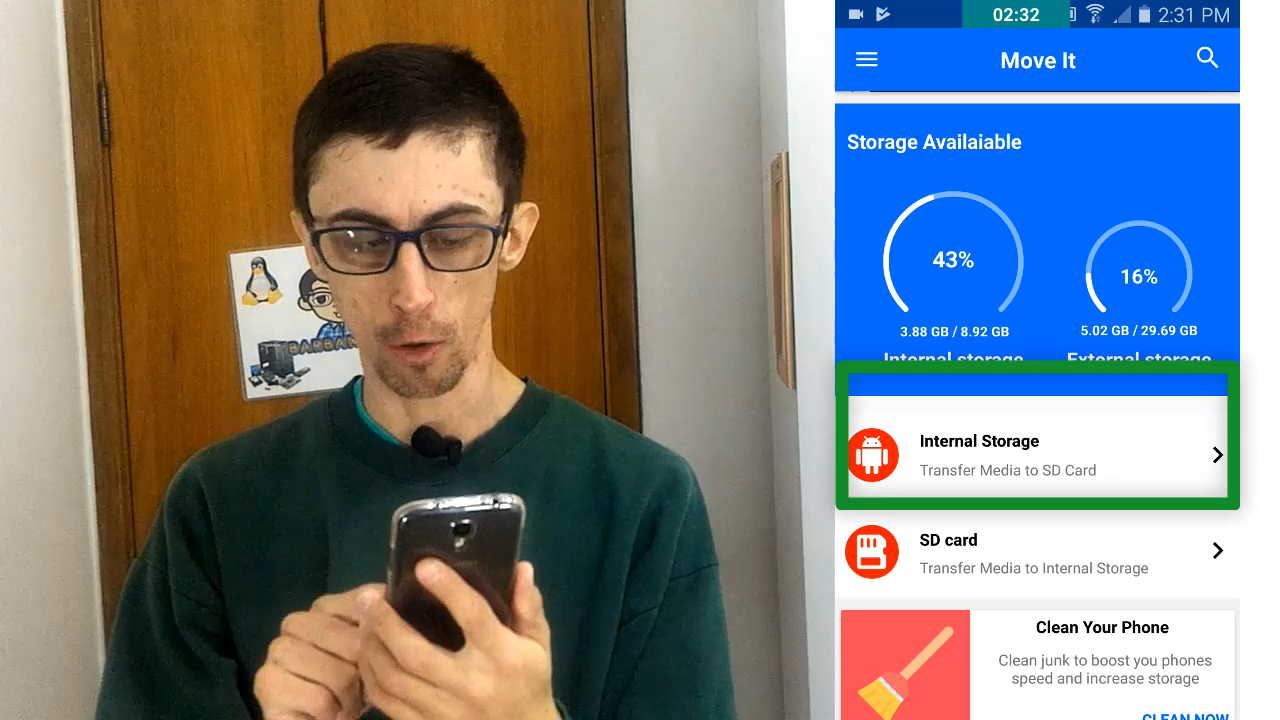 BARBAN
02:32
2:31 PM
Move It
Storage Availaiable
43%
16%
3.88 GB / 8.92 GB
5.02 GB / 29.69 GB
Internal storage
External storage
Internal Storage
Transfer Media to SD Card
SD card
Transfer Media to Internal Storage
Clean Your Phone
Clean junk to boost you phones
speed and increase storage
CLEAN NOW